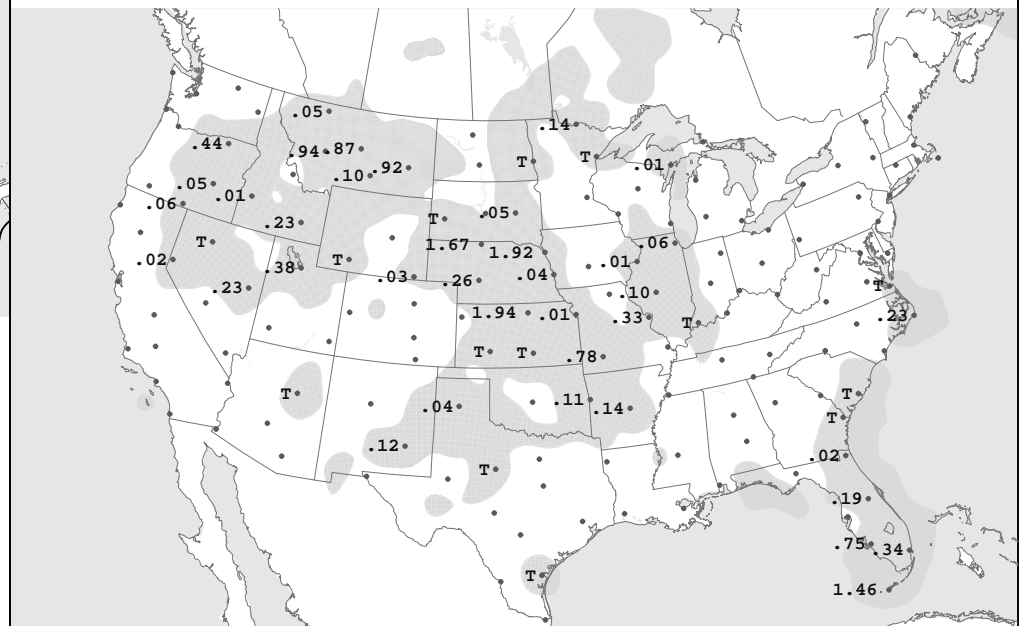 .05
.14
.44
.94 .87
T
T
.01
.10 .92
.05
.01
.06
.23
T
.05
T
1.67
.06
.02
T
1.92
.01
.38
.03
.26
.04
.23
.10
T
1.94
.01
.33
T
.23
T
T
.78
T
.04
.11
.14
T
T
.12
.02
T
.19
.75
.34
T
1.46